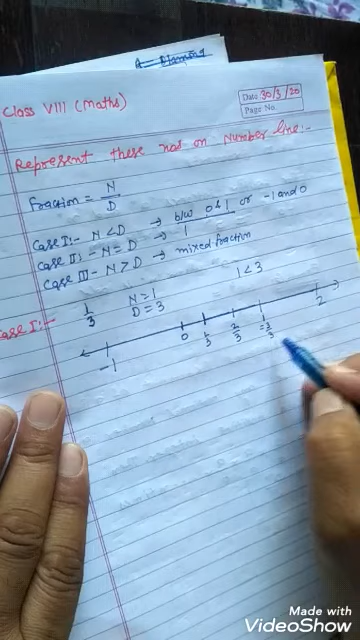 Class VIII (Maths)
Date 30/3/20
Page No.
Represent these no's on Number line:-
Fraction = N/D
Case I:- N<D → b/w 0 & 1 or -1 and 0
Case II:- N=D → 1
Case III- N>D → mixed fraction
1<3
Case I:- 1/3 N=1
D=3
-1 0 1/3 2/3 1 2
=3/3
Made with
VideoShow